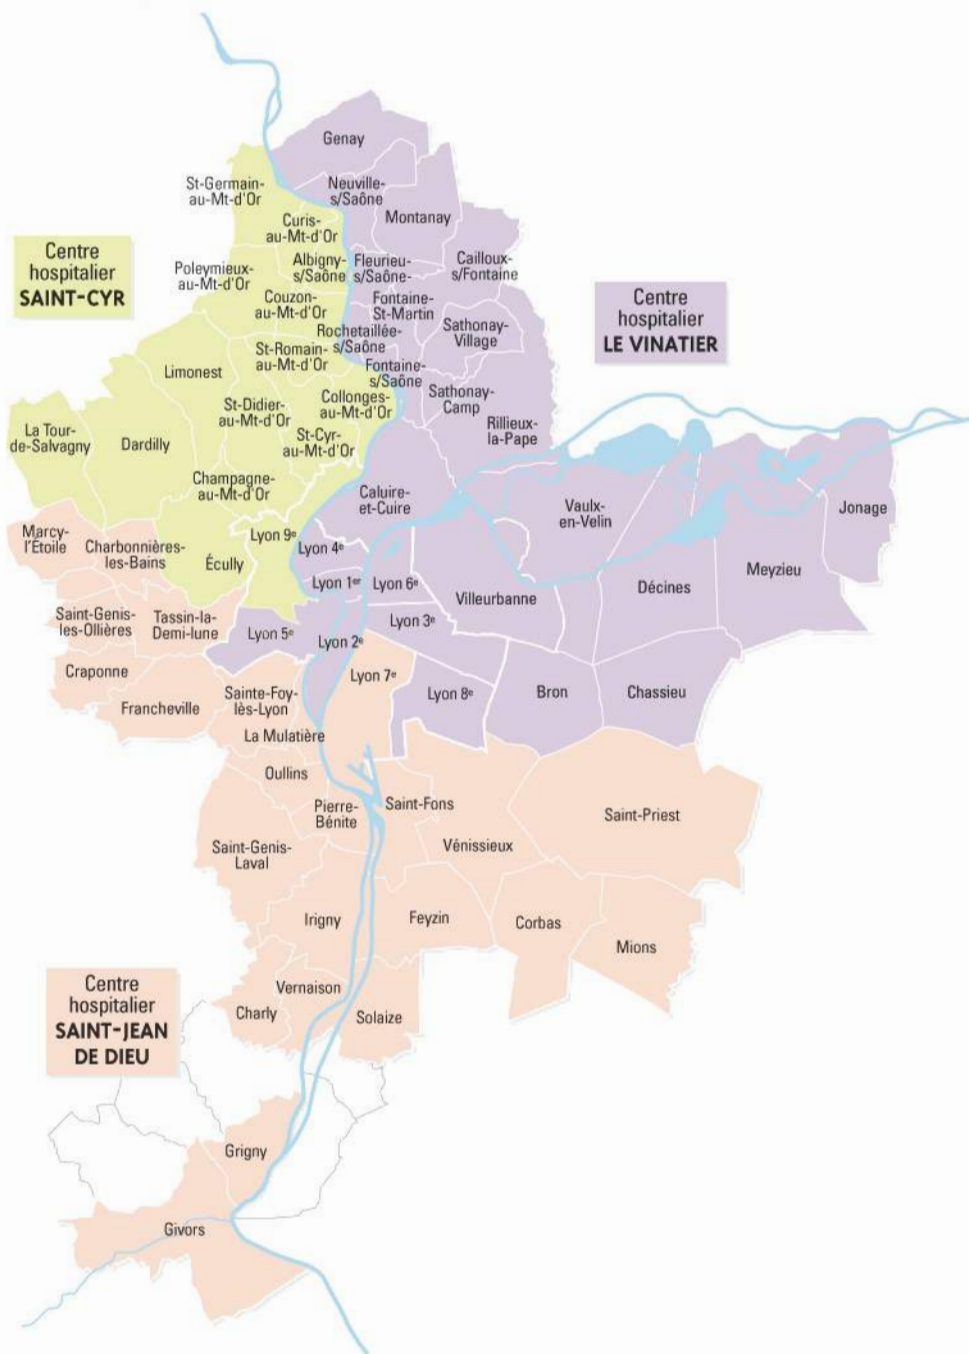 Genay
St-Germain-
au-Mt-d'Or
Neuville-
s/Saône
Montanay
Curis-
au-Mt-d'Or
Centre
hospitalier
SAINT-CYR
Poleymieux-
au-Mt-d'Or
Albigny-
s/Saône
Fleurieu-
s/Saône-
Cailloux-
s/Fontaine
Couzon-
au-Mt-d'Or
Fontaine-
St-Martin
Centre
hospitalier
LE VINATIER
Rochetaillée-
s/Saône
Sathonay-
Village
St-Romain-
au-Mt-d'Or
Limonest
Fontaine-
s/Saône
St-Didier-
au-Mt-d'Or
Collonges-
au-Mt-d'Or
Sathonay-
Camp
Rillieux-
la-Pape
La Tour-
de-Salvagny
Dardilly
St-Cyr-
au-Mt-d'Or
Champagne-
au-Mt-d'Or
Caluire-
et-Cuire
Vaulx-
en-Velin
Jonage
Marcy-
l'Étoile
Charbonnières-
les-Bains
Écully
Lyon 9e
Lyon 4e
Lyon 1er
Lyon 6e
Villeurbanne
Décines
Meyzieu
Saint-Genis-
les-Ollières
Tassin-la-
Demi-lune
Lyon 5e
Lyon 2e
Lyon 3e
Craponne
Francheville
Sainte-Foy-
lès-Lyon
Lyon 7e
Lyon 8e
Bron
Chassieu
La Mulatière
Oullins
Pierre-
Bénite
Saint-Fons
Saint-Priest
Saint-Genis-
Laval
Vénissieux
Irigny
Feyzin
Corbas
Mions
Centre
hospitalier
SAINT-JEAN
DE DIEU
Vernaison
Charly
Solaize
Grigny
Givors